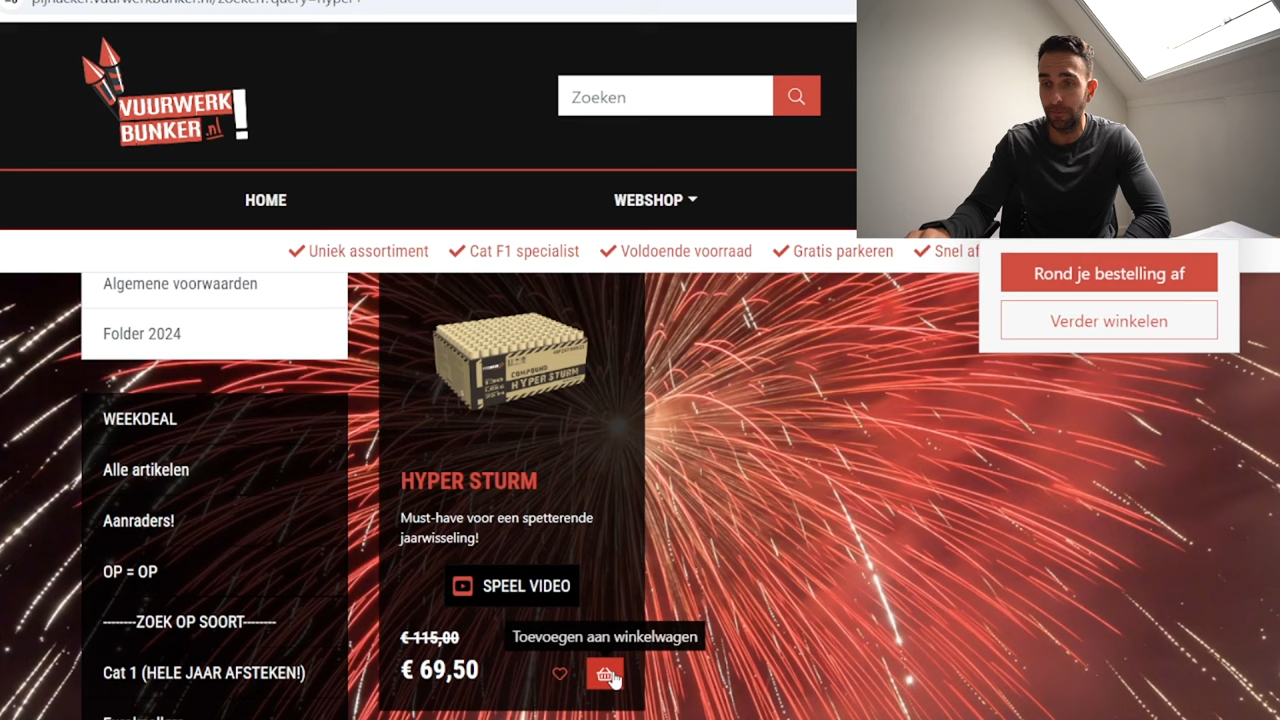 VUURWERK
BUNKER.nl
Zoeken
HOME
WEBSHOP
Uniek assortiment
Cat F1 specialist
Voldoende voorraad
Gratis parkeren
Snel af
Rond je bestelling af
Verder winkelen
Algemene voorwaarden
Folder 2024
WEEKDEAL
Alle artikelen
Aanraders!
OP = OP
--------ZOEK OP SOORT--------
Cat 1 (HELE JAAR AFSTEKEN!)
COMPOUND
HYPER STURM
HYPER STURM
Must-have voor een spetterende
jaarwisseling!
SPEEL VIDEO
€ 115,00
Toevoegen aan winkelwagen
€ 69,50